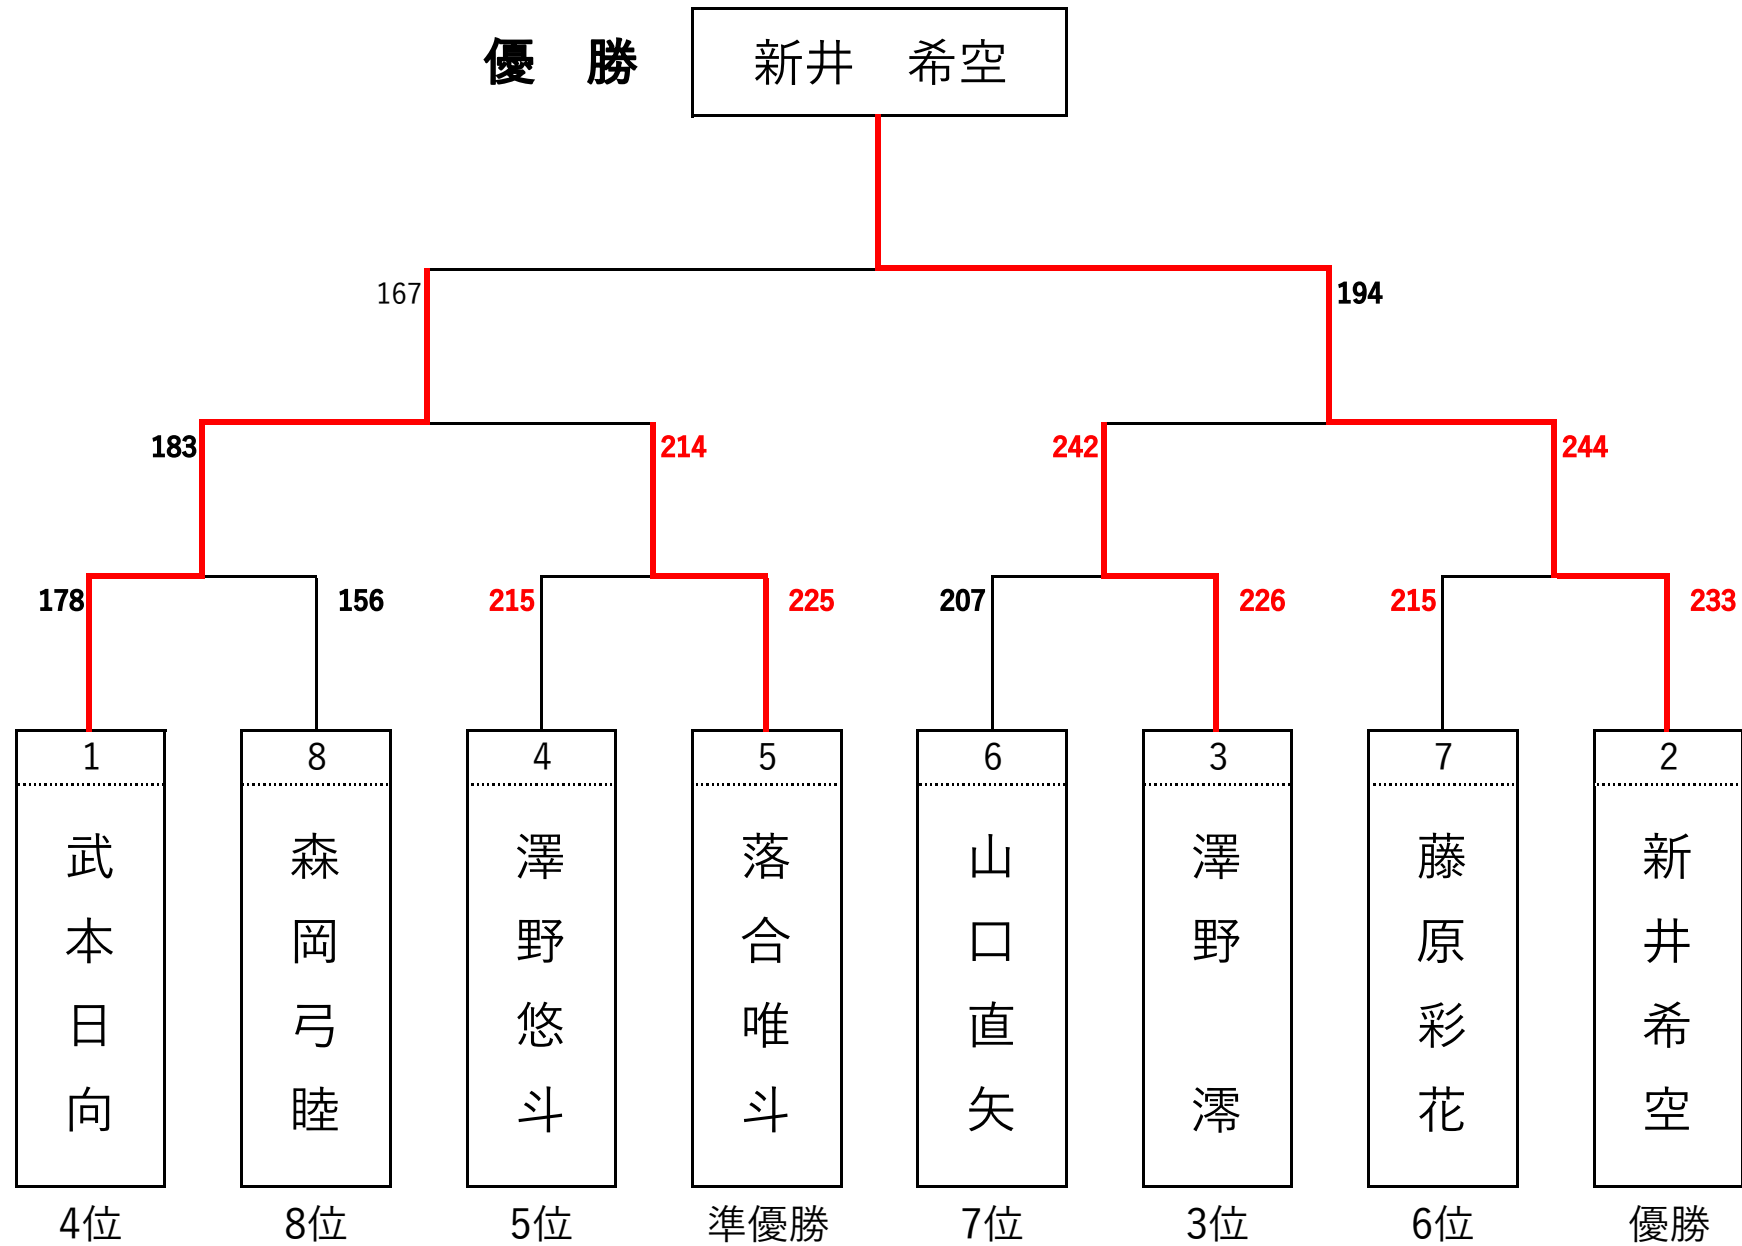 優　勝
新井　希空
167
194
183
214
242
244
178
156
215
225
207
226
215
233
1
8
4
5
6
3
7
2
武本日向
森岡弓睦
澤野悠斗
落合唯斗
山口直矢
澤野　澪
藤原彩花
新井希空
4位
8位
5位
準優勝
7位
3位
6位
優勝